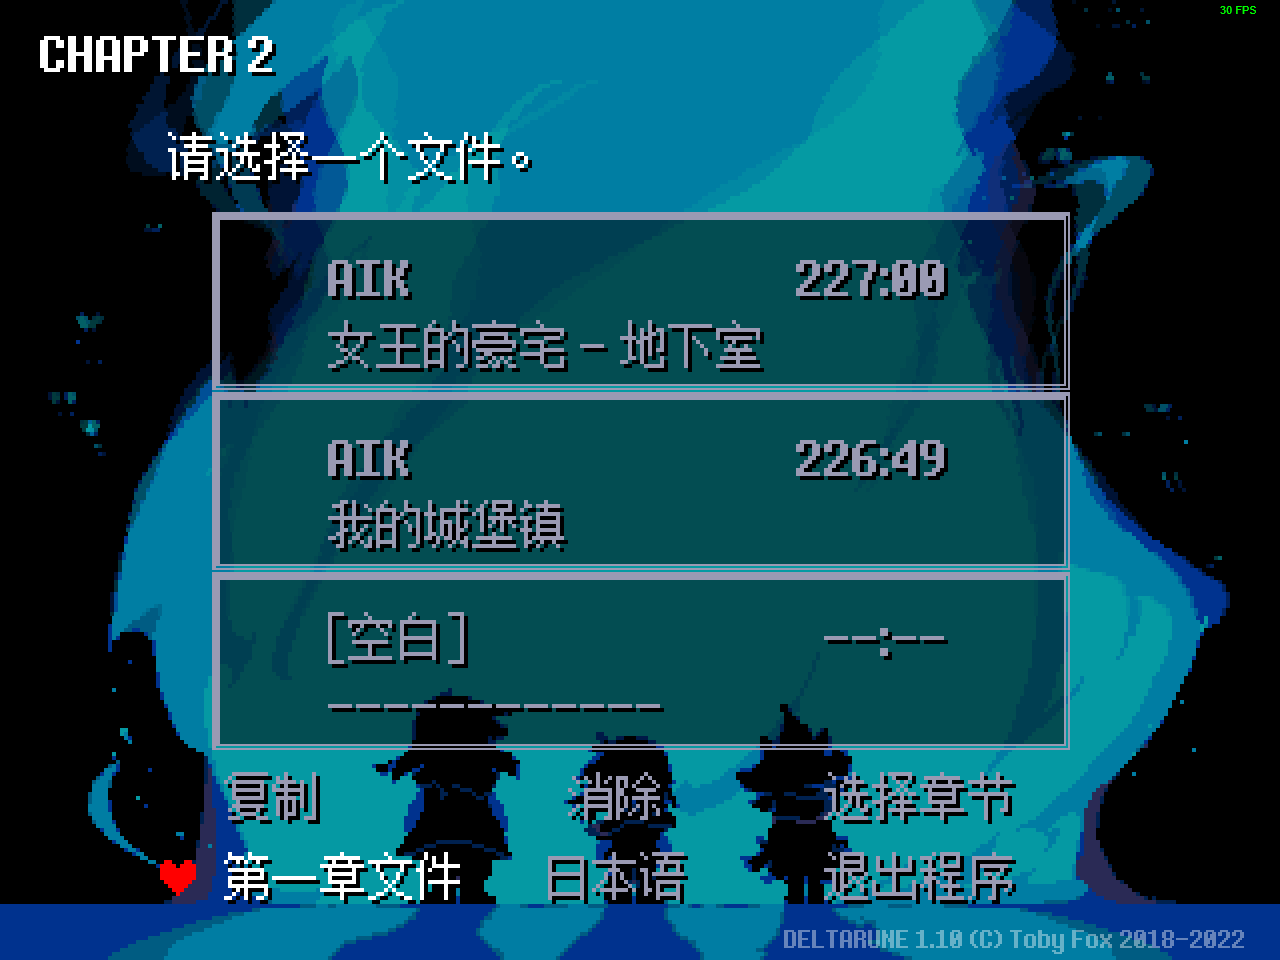 30 FPS
CHAPTER 2
请选择一个文件。
AIK 227:00
女王的豪宅 - 地下室
AIK 226:49
我的城堡镇
[空白] --:--
------------
复制 消除 选择章节
第一章文件 日本语 退出程序
DELTARUNE 1.10 (C) Toby Fox 2018-2022